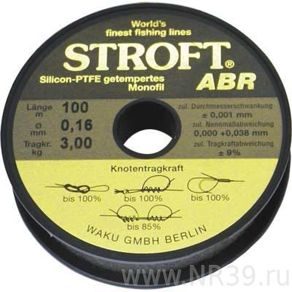 World's
finest fishing lines
STROFT®
Silicon-PTFE getempertes
Monofil
ABR
Länge
m
100
zul. Durchmesserschwankung
± 0,001 mm
Ø
mm
0,16
zul. Nennmaßabweichung
0,000 +0,038 mm
Tragkr.
kg
3,00
zul. Tragkraftabweichung
± 9%
Knotentragkraft
bis 100%
bis 100%
bis 100%
bis 85%
WAKU GMBH BERLIN
www.NR39.ru